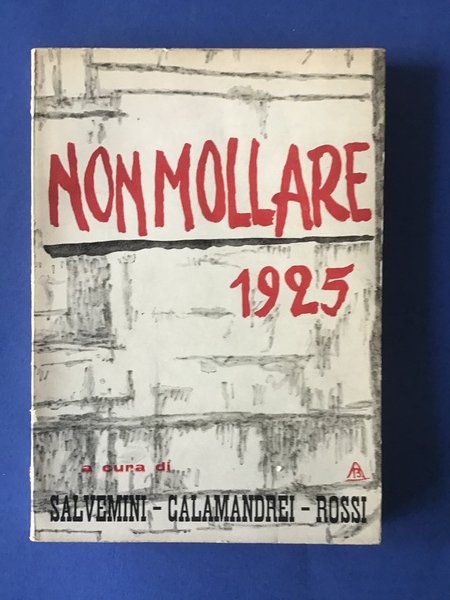 NON MOLLARE
1925
a cura di
SALVEMINI - CALAMANDREI - ROSSI